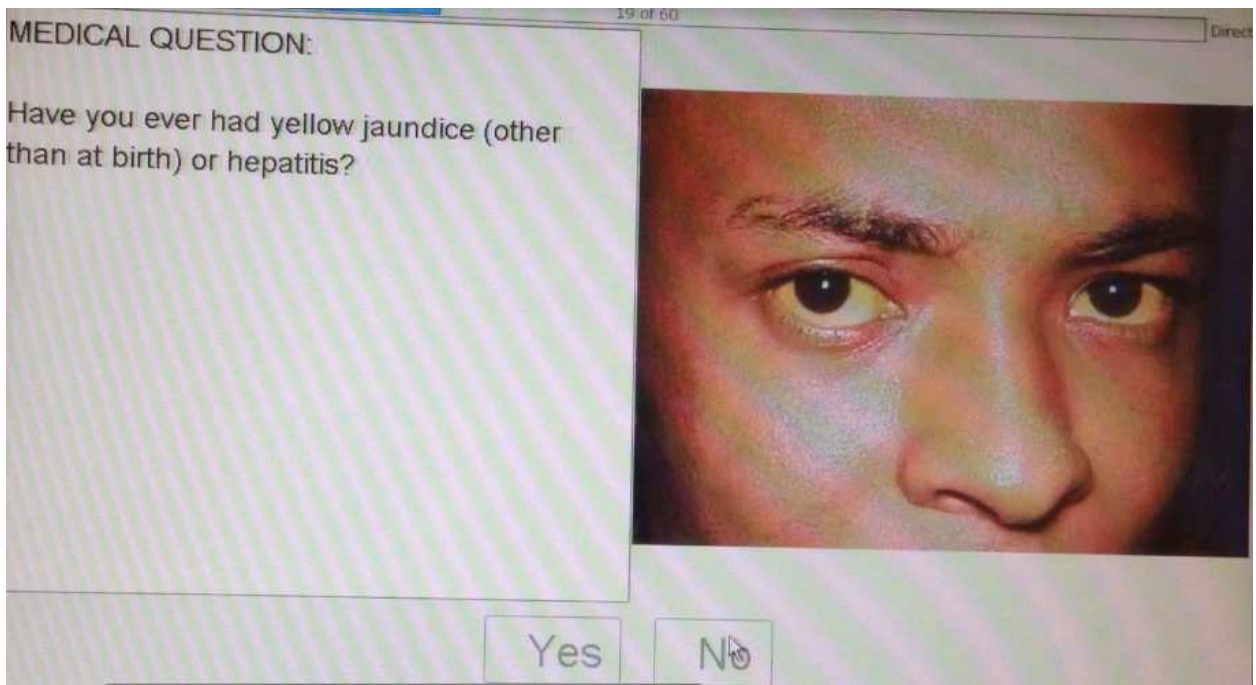 19 of 60
Direct
MEDICAL QUESTION:
Have you ever had yellow jaundice (other
than at birth) or hepatitis?
Yes
No